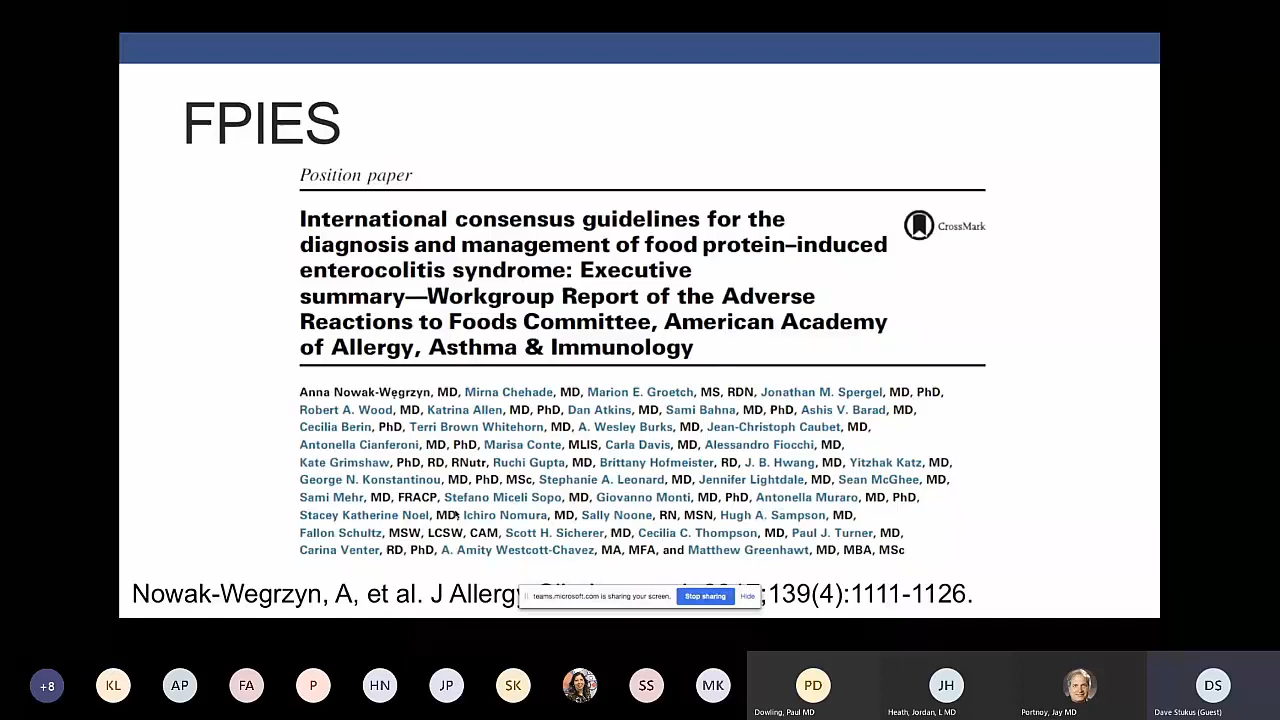 FPIES
Position paper
International consensus guidelines for the
diagnosis and management of food protein–induced
enterocolitis syndrome: Executive
summary—Workgroup Report of the Adverse
Reactions to Foods Committee, American Academy
of Allergy, Asthma & Immunology
CrossMark
Anna Nowak-Węgrzyn, MD, Mirna Chehade, MD, Marion E. Groetch, MS, RDN, Jonathan M. Spergel, MD, PhD,
Robert A. Wood, MD, Katrina Allen, MD, PhD, Dan Atkins, MD, Sami Bahna, MD, PhD, Ashis V. Barad, MD,
Cecilia Berin, PhD, Terri Brown Whitehorn, MD, A. Wesley Burks, MD, Jean-Christoph Caubet, MD,
Antonella Cianferoni, MD, PhD, Marisa Conte, MLIS, Carla Davis, MD, Alessandro Fiocchi, MD,
Kate Grimshaw, PhD, RD, RNutr, Ruchi Gupta, MD, Brittany Hofmeister, RD, J. B. Hwang, MD, Yitzhak Katz, MD,
George N. Konstantinou, MD, PhD, MSc, Stephanie A. Leonard, MD, Jennifer Lightdale, MD, Sean McGhee, MD,
Sami Mehr, MD, FRACP, Stefano Miceli Sopo, MD, Giovanno Monti, MD, PhD, Antonella Muraro, MD, PhD,
Stacey Katherine Noel, MD, Ichiro Nomura, MD, Sally Noone, RN, MSN, Hugh A. Sampson, MD,
Fallon Schultz, MSW, LCSW, CAM, Scott H. Sicherer, MD, Cecilia C. Thompson, MD, Paul J. Turner, MD,
Carina Venter, RD, PhD, A. Amity Westcott-Chavez, MA, MFA, and Matthew Greenhawt, MD, MBA, MSc
Nowak-Wegrzyn, A, et al. J Allergy ;139(4):1111-1126.
teams.microsoft.com is sharing your screen. Stop sharing Hide
+8 KL AP FA P HN JP SK SS MK PD JH DS
Dowling, Paul MD Heath, Jordan, L MD Portnoy, Jay MD Dave Stukus (Guest)